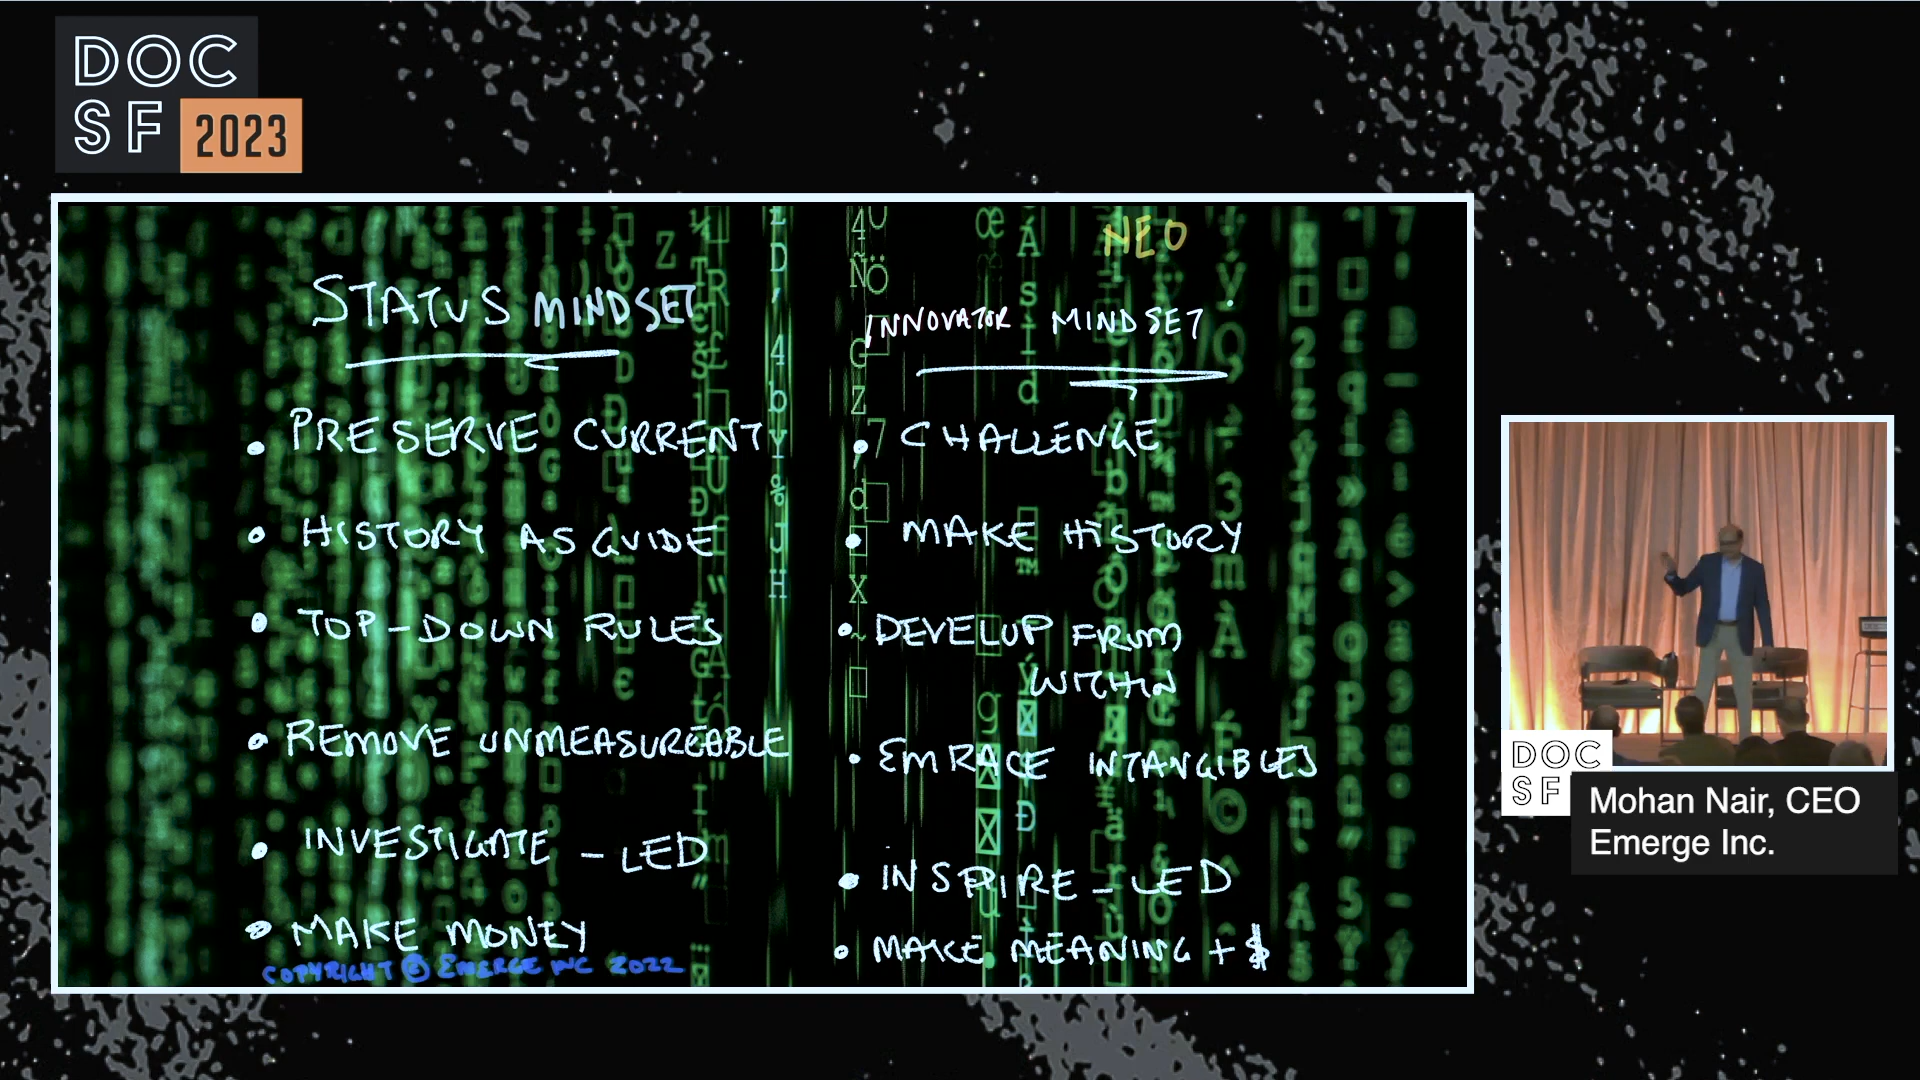 DOC
SF 2023
NEO
STATUS MINDSET
INNOVATOR MINDSET
• PRESERVE CURRENT
• CHALLENGE
• HISTORY AS GUIDE
• MAKE HISTORY
• TOP-DOWN RULES
• DEVELOP FROM
WITHIN
• REMOVE UNMEASUREABLE
• EMRACE INTANGIBLES
• INVESTIGATE - LED
• INSPIRE - LED
• MAKE MONEY
• MAKE MEANING + $
COPYRIGHT © EMERGE INC 2022
DOC
SF
Mohan Nair, CEO
Emerge Inc.